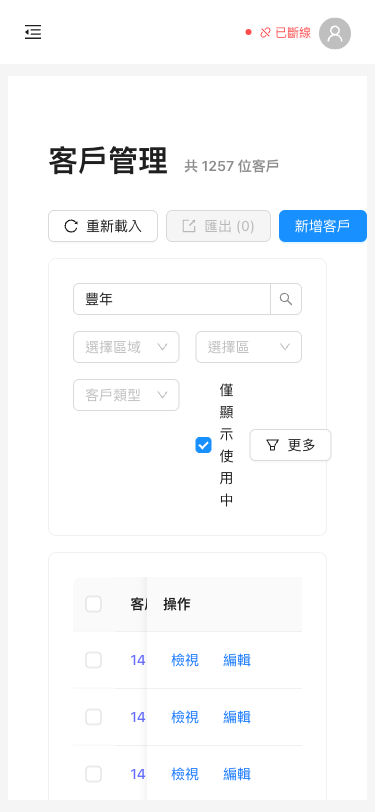 已斷線
客戶管理 共 1257 位客戶
重新載入 匯出 (0) 新增客戶
豐年
選擇區域 選擇區
客戶類型
僅
顯
示
使
用
中
更多
操作
14 檢視 編輯
14 檢視 編輯
14 檢視 編輯